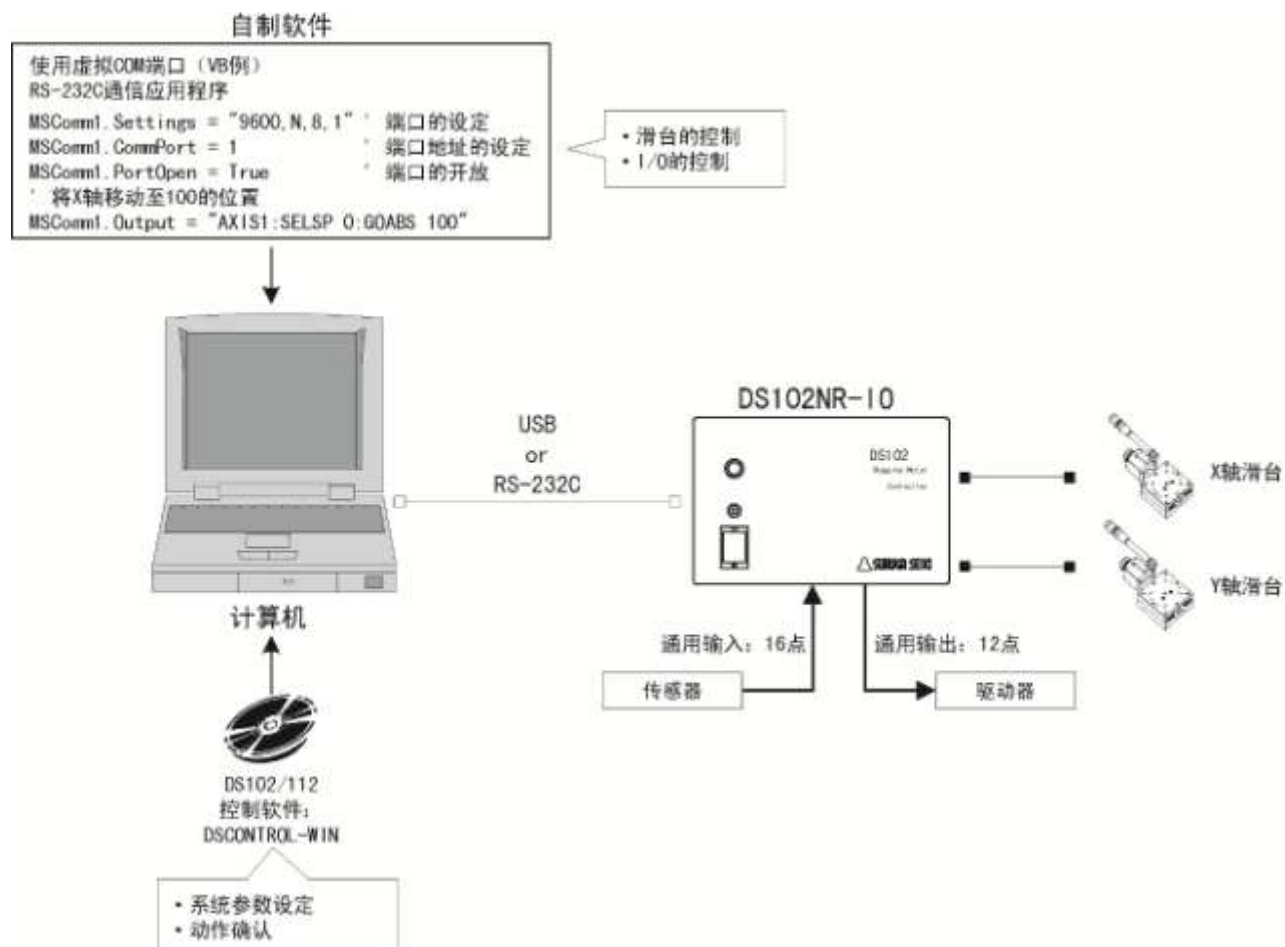 自制软件
使用虚拟COM端口（VB例）
RS-232C通信应用程序
MSComm1.Settings = "9600,N,8,1" ' 端口的设定
MSComm1.CommPort = 1 ' 端口地址的设定
MSComm1.PortOpen = True ' 端口的开放
' 将X轴移动至100的位置
MSComm1.Output = "AXIS1:SELSP 0:GOABS 100"
・滑台的控制
・I/O的控制
USB
or
RS-232C
DS102NR-IO
DS102
Stepping Motor
Controller
SURUGA SEIKI
X轴滑台
Y轴滑台
计算机
通用输入：16点
通用输出：12点
传感器
驱动器
DS102/112
控制软件：
DSCONTROL-WIN
・系统参数设定
・动作确认